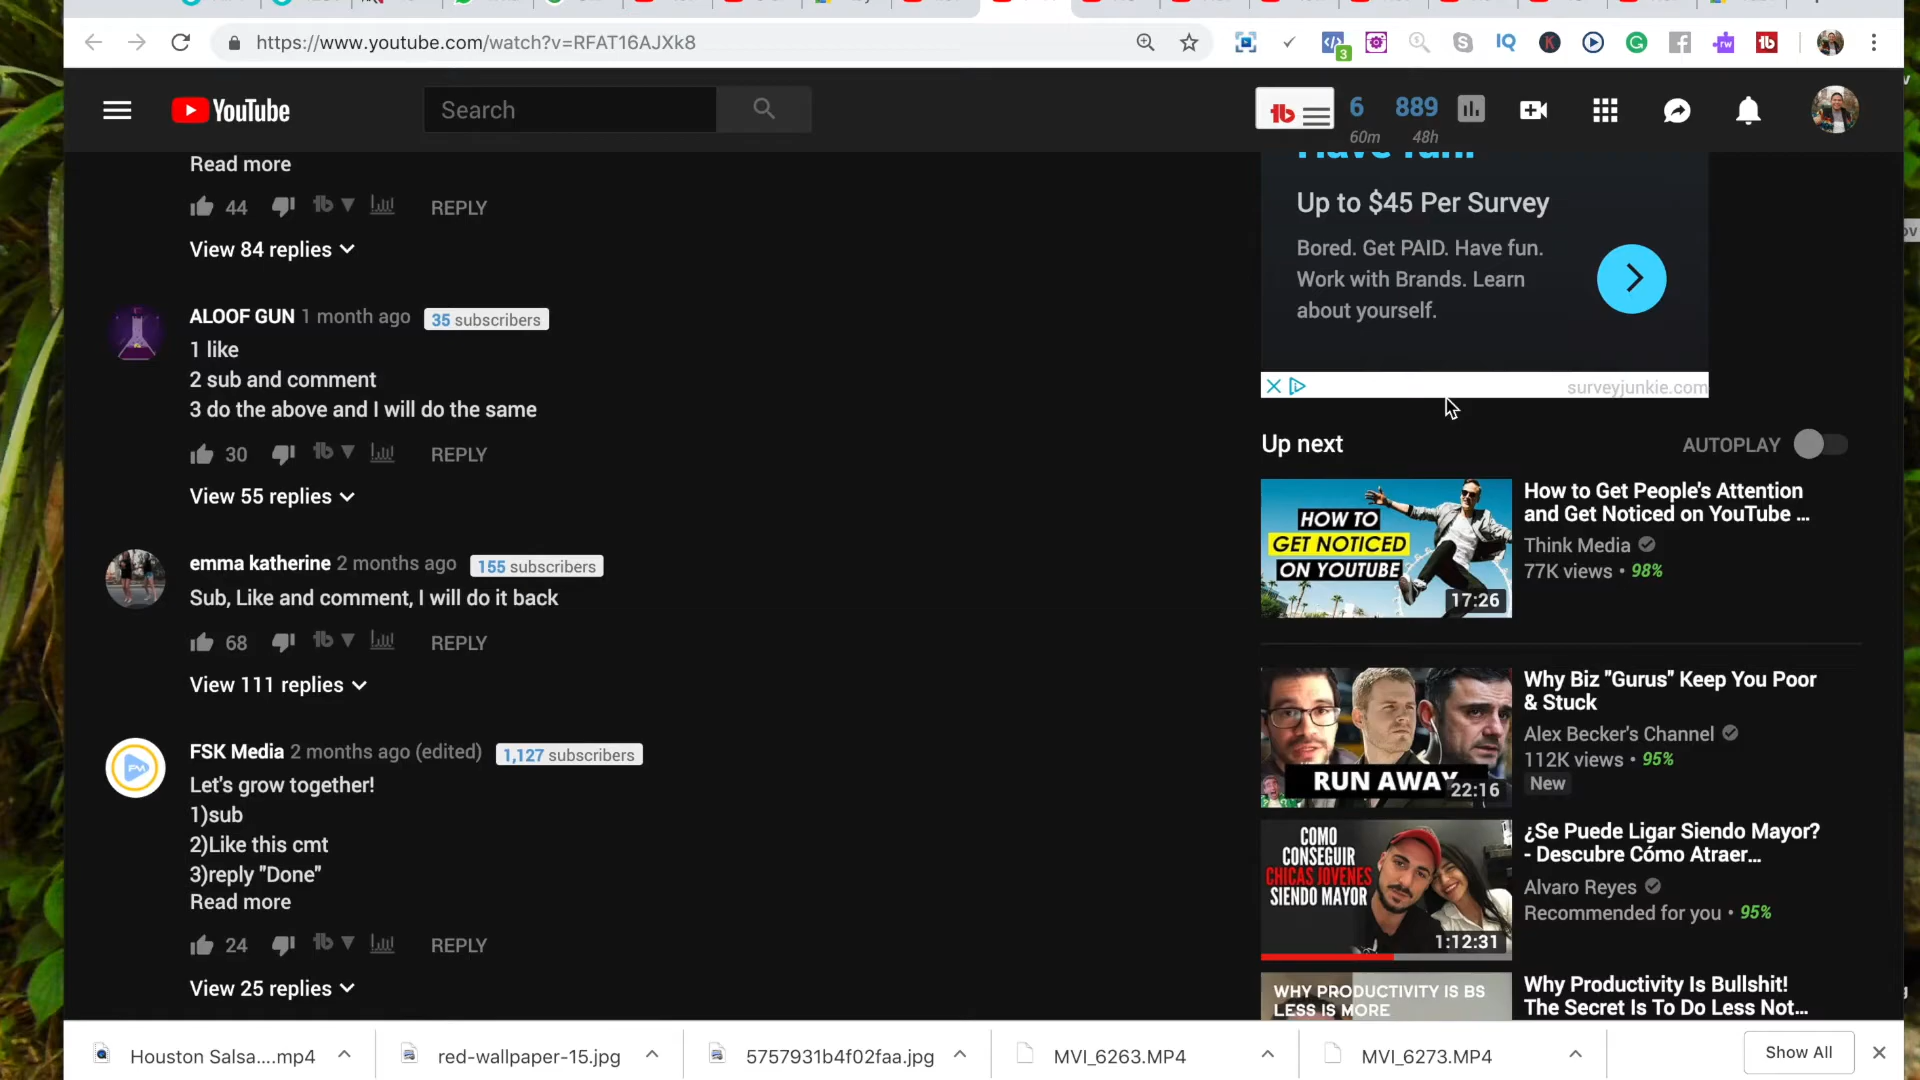 https://www.youtube.com/watch?v=RFAT16AJXk8
3
IQ
K
G
rw
tb
YouTube
Search
tb
6
889
60m
48h
Read more
44
tb
REPLY
View 84 replies
ALOOF GUN 1 month ago 35 subscribers
1 like
2 sub and comment
3 do the above and I will do the same
30
tb
REPLY
View 55 replies
emma katherine 2 months ago 155 subscribers
Sub, Like and comment, I will do it back
68
tb
REPLY
View 111 replies
FSK Media 2 months ago (edited) 1,127 subscribers
Let's grow together!
1)sub
2)Like this cmt
3)reply "Done"
Read more
24
tb
REPLY
View 25 replies
Have fun!
Up to $45 Per Survey
Bored. Get PAID. Have fun.
Work with Brands. Learn
about yourself.
surveyjunkie.com
Up next
AUTOPLAY
HOW TO
GET NOTICED
ON YOUTUBE
17:26
How to Get People's Attention
and Get Noticed on YouTube ...
Think Media
77K views • 98%
RUN AWAY
22:16
Why Biz "Gurus" Keep You Poor
& Stuck
Alex Becker's Channel
112K views • 95%
New
COMO
CONSEGUIR
CHICAS JOVENES
SIENDO MAYOR
1:12:31
¿Se Puede Ligar Siendo Mayor?
- Descubre Cómo Atraer...
Alvaro Reyes
Recommended for you • 95%
WHY PRODUCTIVITY IS BS
LESS IS MORE
Why Productivity Is Bullshit!
The Secret Is To Do Less Not...
Houston Salsa....mp4
red-wallpaper-15.jpg
5757931b4f02faa.jpg
MVI_6263.MP4
MVI_6273.MP4
Show All